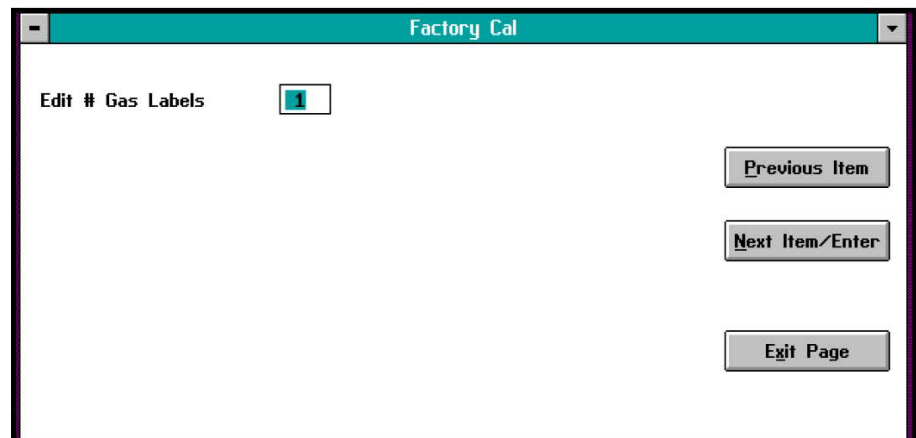 Factory Cal
Edit # Gas Labels 1
Previous Item
Next Item/Enter
Exit Page